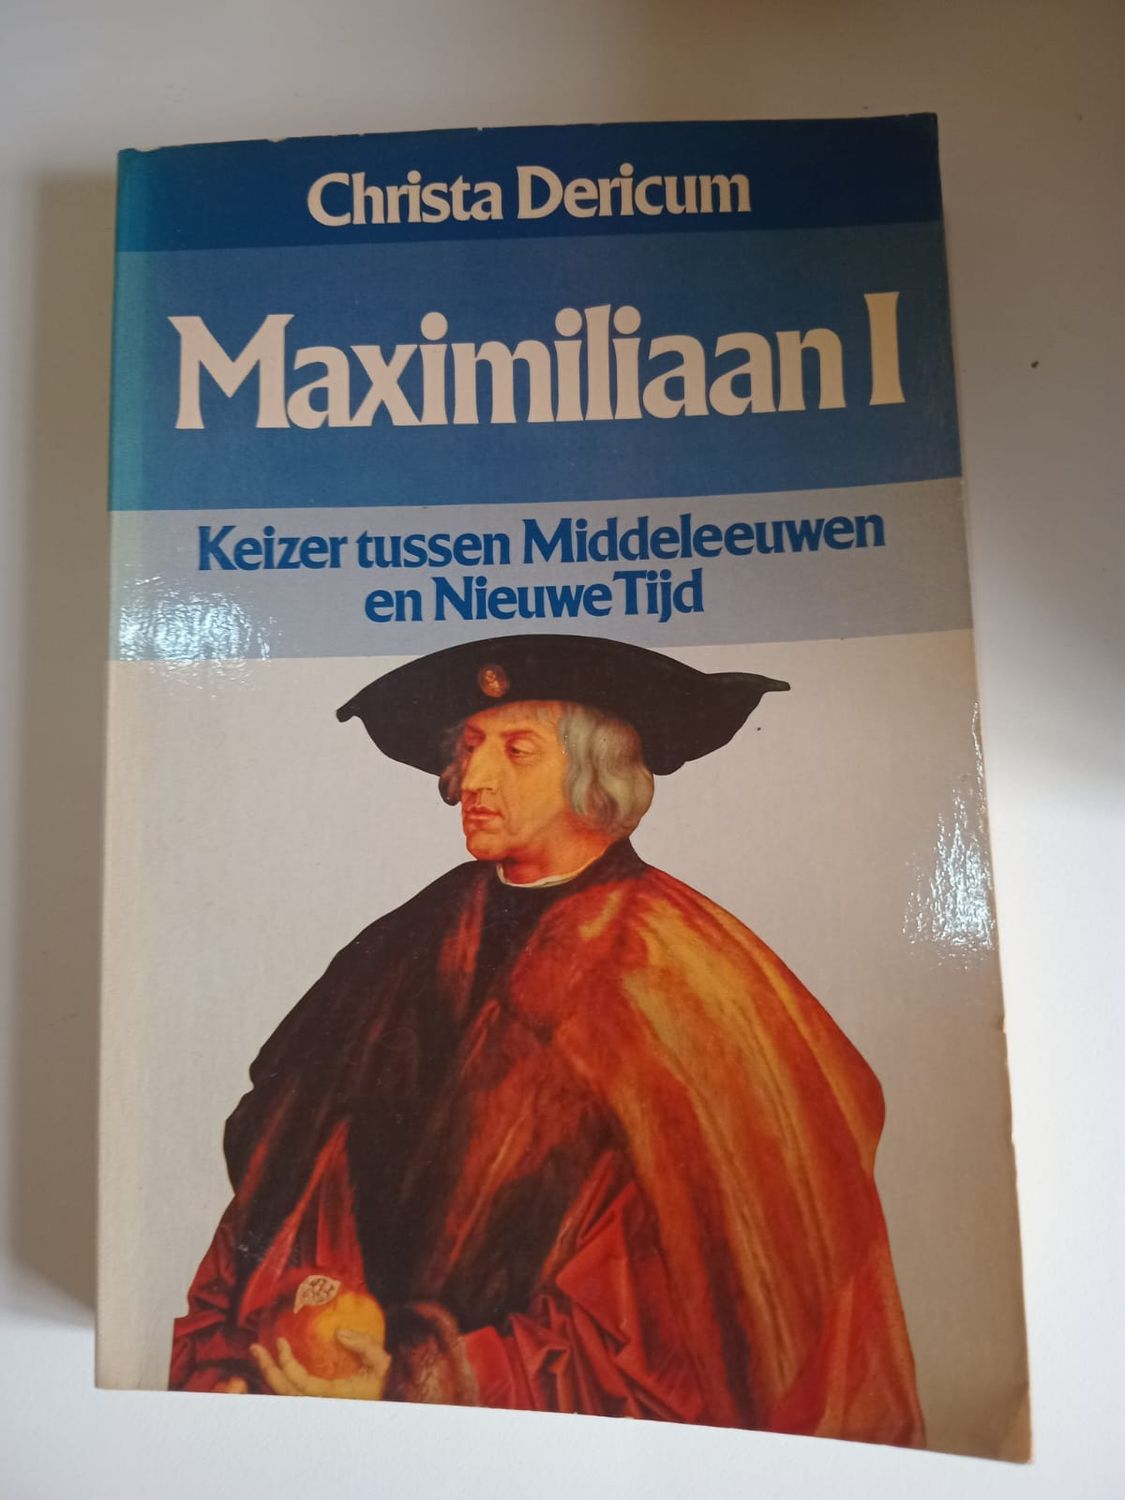 Christa Dericum
Maximiliaan I
Keizer tussen Middeleeuwen
en Nieuwe Tijd